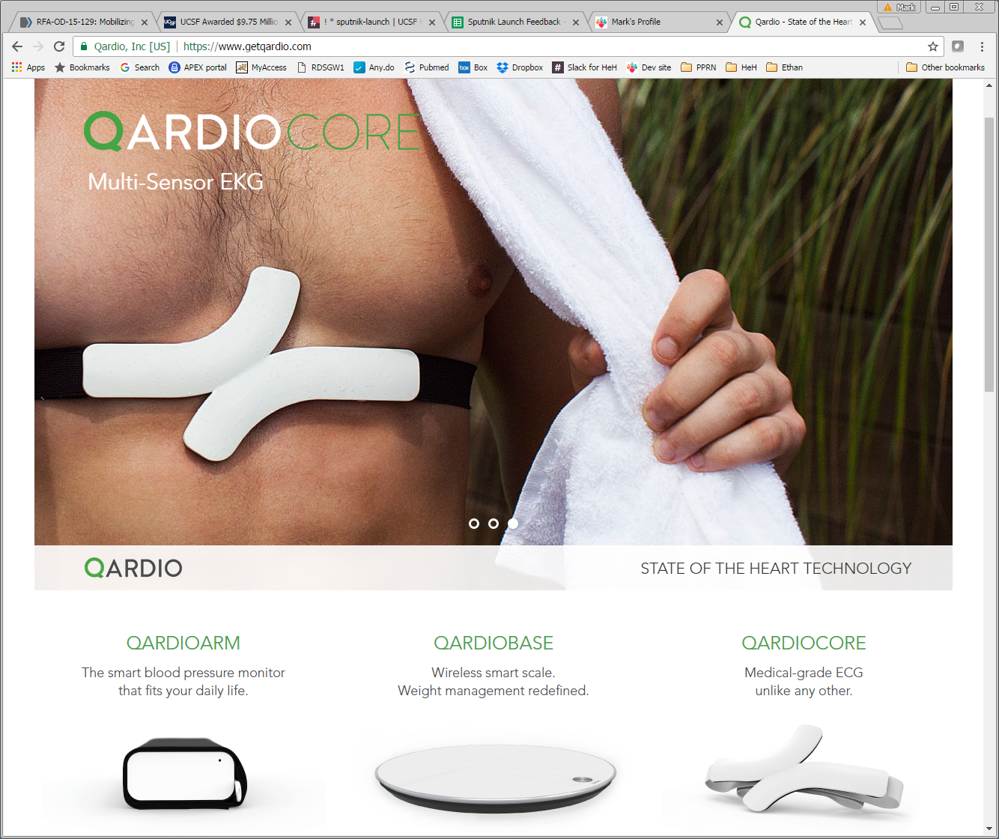 Mark
RFA-OD-15-129: Mobilizing
UCSF Awarded $9.75 Millio
! * sputnik-launch | UCSF H
Sputnik Launch Feedback -
Mark's Profile
Qardio - State of the Heart
Qardio, Inc [US] | https://www.getqardio.com
Apps Bookmarks Search APEX portal MyAccess RDSGW1 Any.do Pubmed Box Dropbox Slack for HeH Dev site PPRN HeH Ethan Other bookmarks
QARDIOCORE
Multi-Sensor EKG
QARDIO
STATE OF THE HEART TECHNOLOGY
QARDIOARM
The smart blood pressure monitor
that fits your daily life.
QARDIOBASE
Wireless smart scale.
Weight management redefined.
QARDIOCORE
Medical-grade ECG
unlike any other.